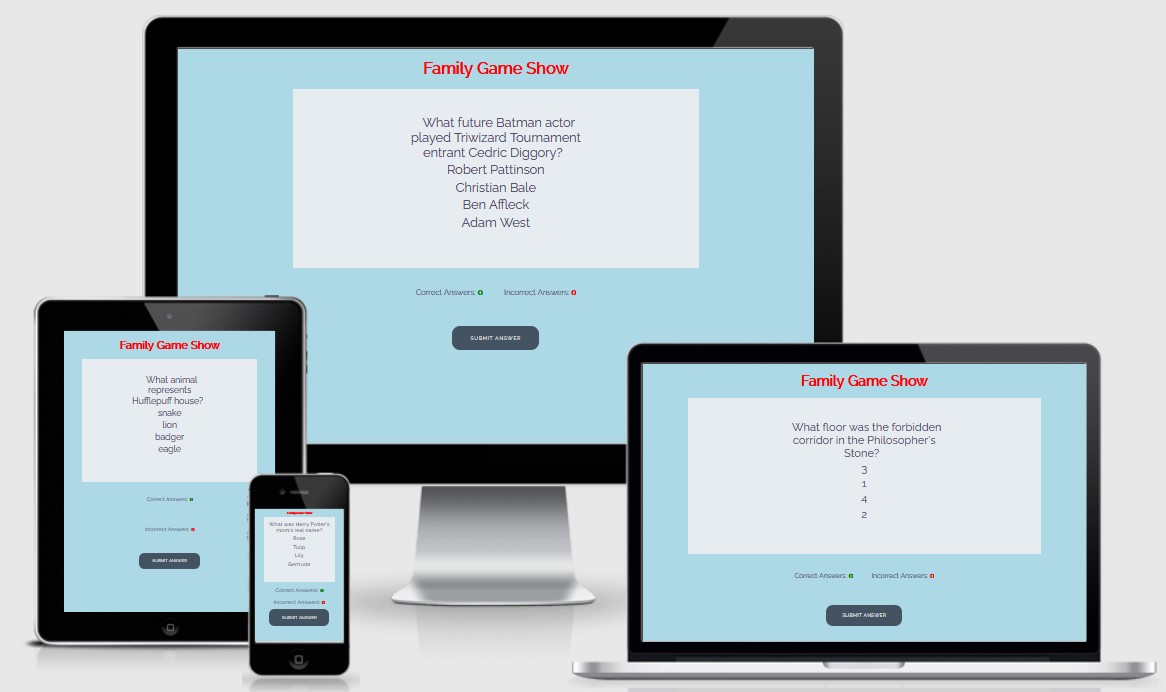 Family Game Show
What future Batman actor
played Triwizard Tournament
entrant Cedric Diggory?
Robert Pattinson
Christian Bale
Ben Affleck
Adam West
Correct Answers: 0 Incorrect Answers: 0
SUBMIT ANSWER
Family Game Show
What animal
represents
Hufflepuff house?
snake
lion
badger
eagle
Correct Answers: 0
Incorrect Answers: 0
SUBMIT ANSWER
Family Game Show
What was Harry Potter's
mom's real name?
Rose
Tulip
Lily
Gertrude
Correct Answers: 0
Incorrect Answers: 0
SUBMIT ANSWER
Family Game Show
What floor was the forbidden
corridor in the Philosopher's
Stone?
3
1
4
2
Correct Answers: 0 Incorrect Answers: 0
SUBMIT ANSWER